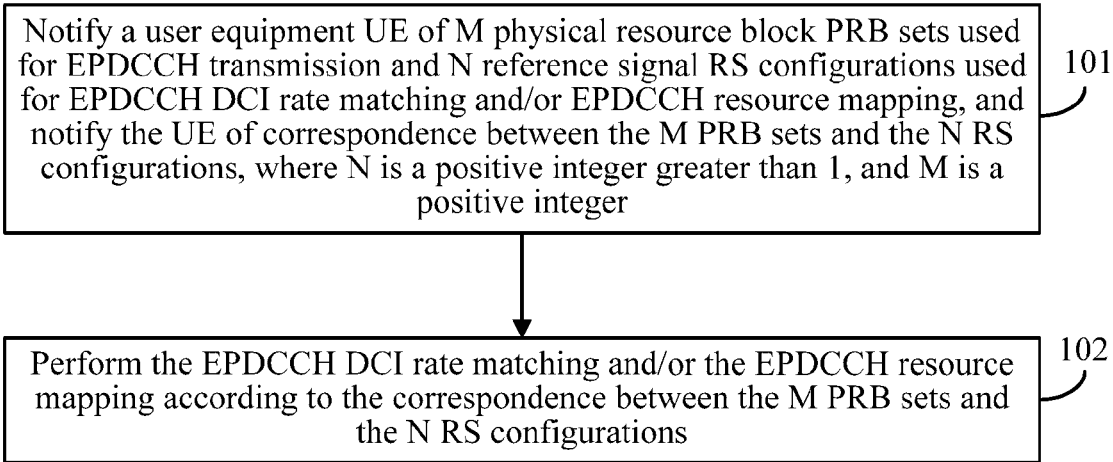 Notify a user equipment UE of M physical resource block PRB sets used
for EPDCCH transmission and N reference signal RS configurations used
for EPDCCH DCI rate matching and/or EPDCCH resource mapping, and
notify the UE of correspondence between the M PRB sets and the N RS
configurations, where N is a positive integer greater than 1, and M is a
positive integer
101
Perform the EPDCCH DCI rate matching and/or the EPDCCH resource
mapping according to the correspondence between the M PRB sets and
the N RS configurations
102